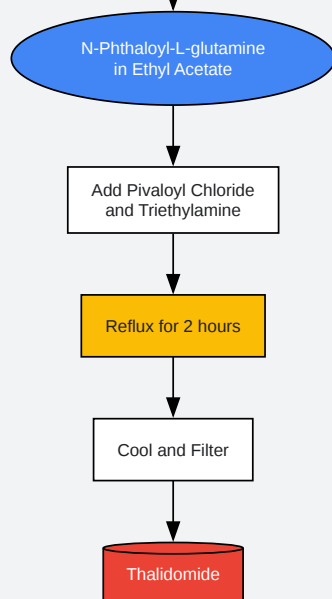 N-Phthaloyl-L-glutamine
in Ethyl Acetate
Add Pivaloyl Chloride
and Triethylamine
Reflux for 2 hours
Cool and Filter
Thalidomide